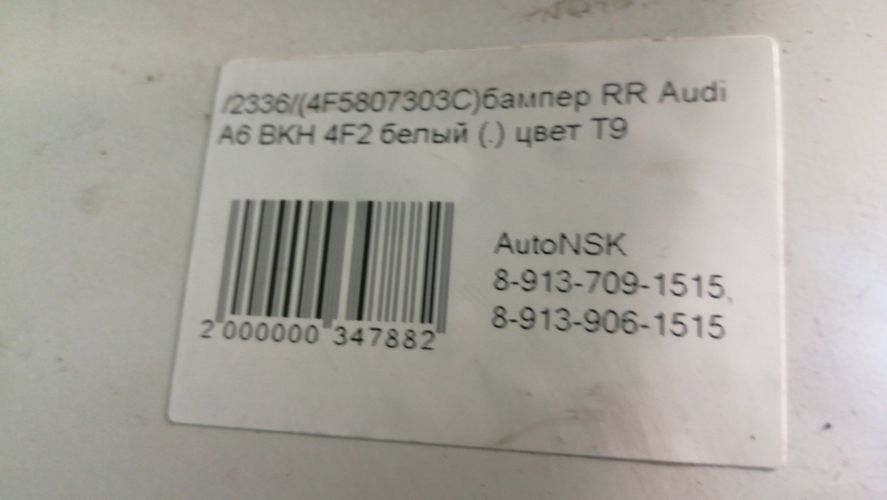 /2336/(4F5807303C)бампер RR Audi
A6 BKH 4F2 белый (.) цвет T9
AutoNSK
8-913-709-1515,
8-913-906-1515
2 000000 347882